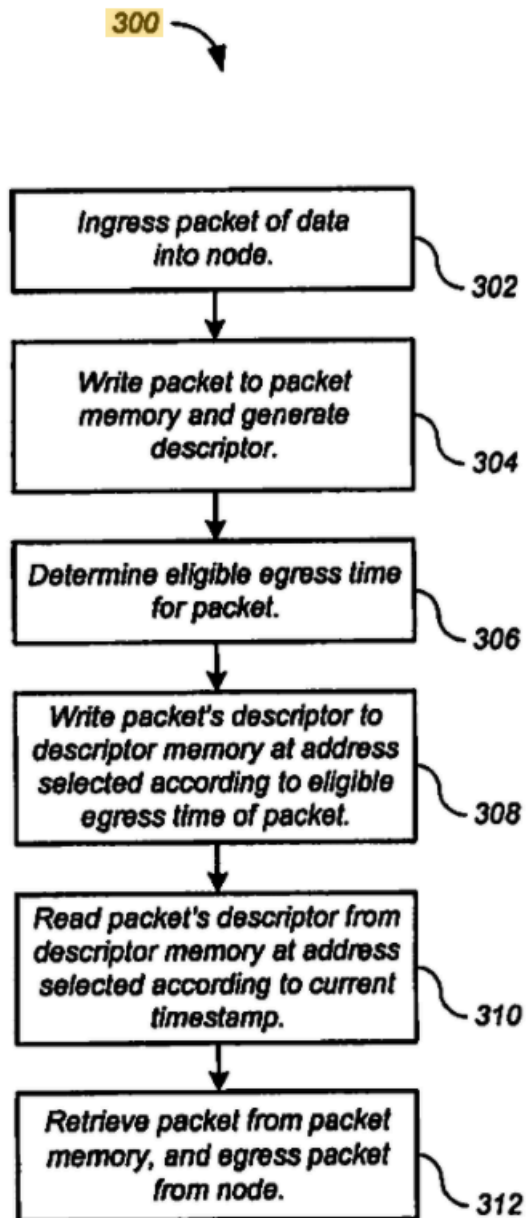 300
Ingress packet of data
into node.
302
Write packet to packet
memory and generate
descriptor.
304
Determine eligible egress time
for packet.
306
Write packet's descriptor to
descriptor memory at address
selected according to eligible
egress time of packet.
308
Read packet's descriptor from
descriptor memory at address
selected according to current
timestamp.
310
Retrieve packet from packet
memory, and egress packet
from node.
312